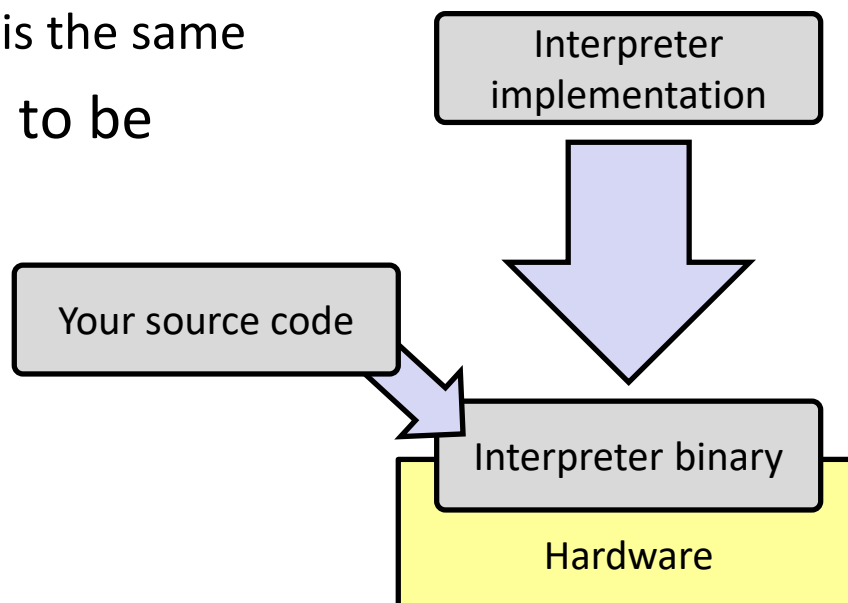 is the same
to be
Interpreter
implementation
Your source code
Interpreter binary
Hardware